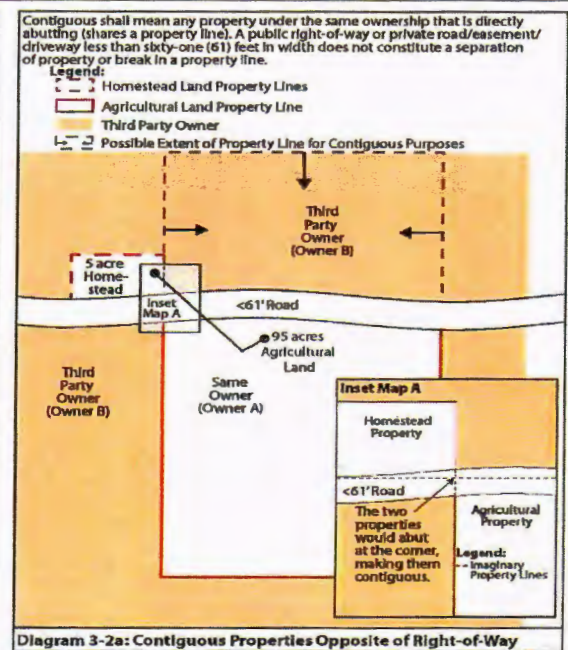 Contiguous shall mean any property under the same ownership that is directly
abutting (shares a property line). A public right-of-way or private road/easement/
driveway less than sixty-one (61) feet in width does not constitute a separation
of property or break in a property line.
Legend:
Homestead Land Property Lines
Agricultural Land Property Line
Third Party Owner
Possible Extent of Property Line for Contiguous Purposes
Third
Party
Owner
(Owner B)
5 acre
Home-
stead
Inset
Map A
<61' Road
95 acres
Agricultural
Land
Third
Party
Owner
(Owner B)
Same
Owner
(Owner A)
Inset Map A
Homestead
Property
<61' Road
The two
properties
would abut
at the corner,
making them
contiguous.
Agricultural
Property
Legend:
Imaginary
Property Lines
Diagram 3-2a: Contiguous Properties Opposite of Right-of-Way